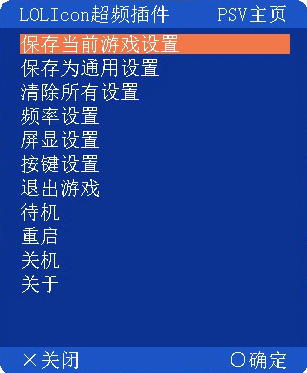 LOLIcon超频插件 PSV主页
保存当前游戏设置
保存为通用设置
清除所有设置
频率设置
屏显设置
按键设置
退出游戏
待机
重启
关机
关于
×关闭 ○确定